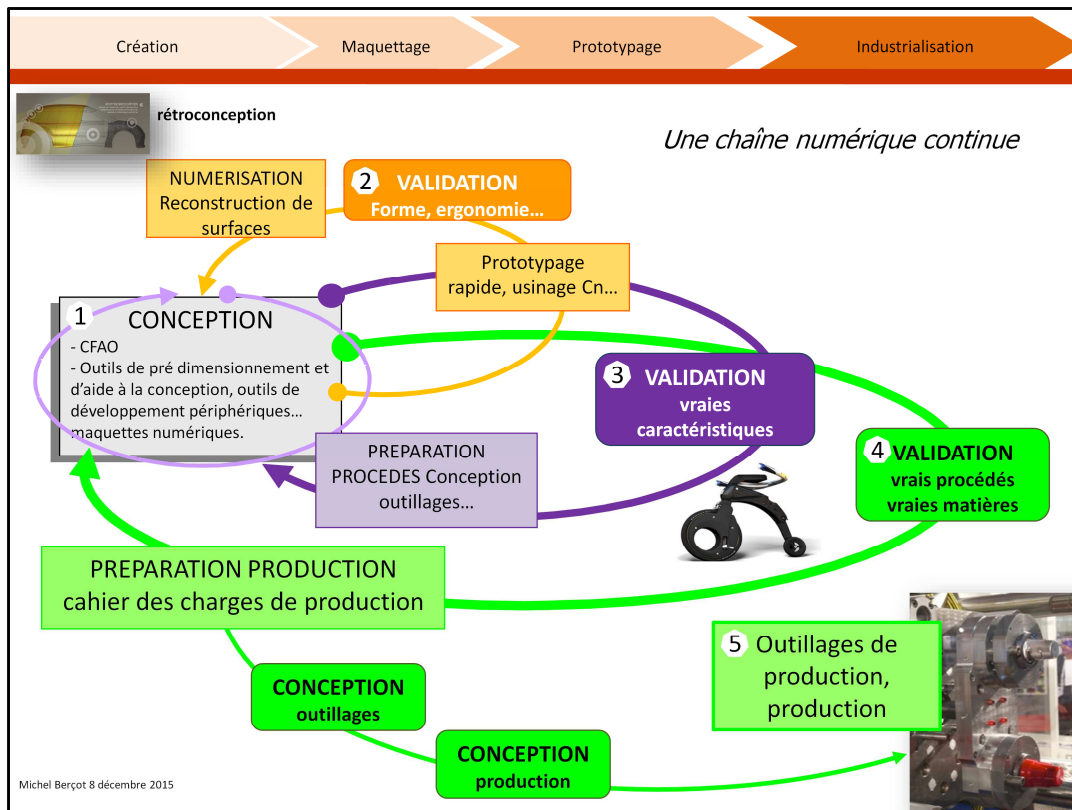 Création
Maquettage
Prototypage
Industrialisation
rétroconception
Une chaîne numérique continue
NUMERISATION
Reconstruction de
surfaces
2 VALIDATION
Forme, ergonomie...
Prototypage
rapide, usinage Cn...
1 CONCEPTION
- CFAO
- Outils de pré dimensionnement et
d'aide à la conception, outils de
développement périphériques...
maquettes numériques.
3 VALIDATION
vraies
caractéristiques
PREPARATION
PROCEDES Conception
outillages...
4 VALIDATION
vrais procédés
vraies matières
PREPARATION PRODUCTION
cahier des charges de production
5 Outillages de
production,
production
CONCEPTION
outillages
CONCEPTION
production
Michel Berçot 8 décembre 2015